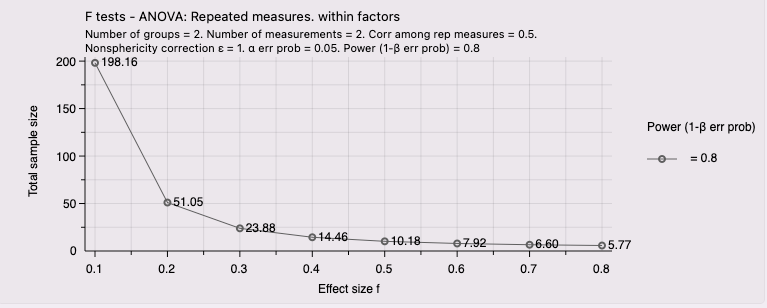 F tests - ANOVA: Repeated measures. within factors
Number of groups = 2. Number of measurements = 2. Corr among rep measures = 0.5.
Nonsphericity correction ε = 1. α err prob = 0.05. Power (1-β err prob) = 0.8
200
198.16
150
Total sample size
100
50
0
51.05
23.88
14.46
10.18
7.92
6.60
5.77
0.1 0.2 0.3 0.4 0.5 0.6 0.7 0.8
Effect size f
Power (1-β err prob)
= 0.8